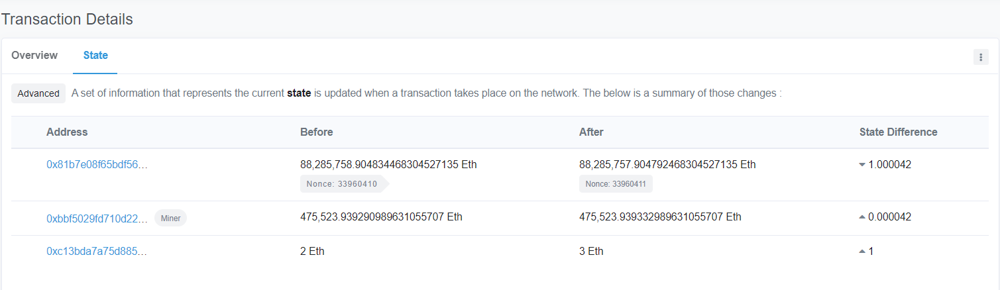 Transaction Details
Overview State
Advanced A set of information that represents the current state is updated when a transaction takes place on the network. The below is a summary of those changes :
Address Before After State Difference
0x81b7e08f65bdf56... 88,285,758.904834468304527135 Eth 88,285,757.904792468304527135 Eth 1.000042
Nonce: 33960410 Nonce: 33960411
0xbbf5029fd710d22... Miner 475,523.939290989631055707 Eth 475,523.939332989631055707 Eth 0.000042
0xc13bda7a75d885... 2 Eth 3 Eth 1